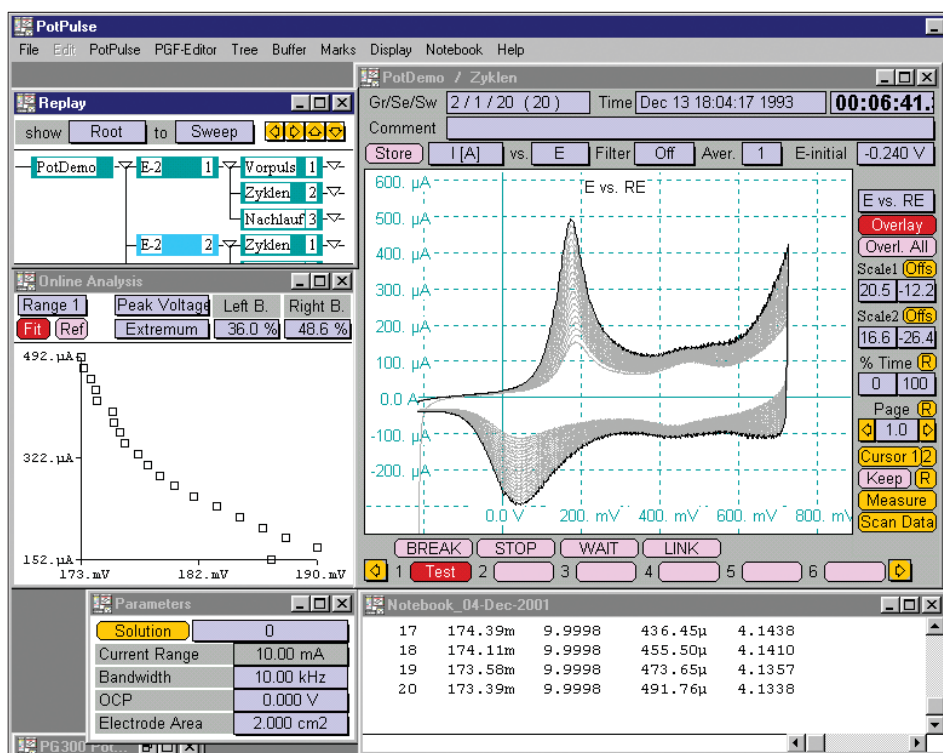 PotPulse
File Edit PotPulse PGF-Editor Tree Buffer Marks Display Notebook Help
Replay
show Root to Sweep
PotDemo E-2 1 Vorpuls 1
Zyklen 2
Nachlauf 3
E-2 2 Zyklen 1
Online Analysis
Range 1 Peak Voltage Left B. Right B.
Fit Ref Extremum 36.0 % 48.6 %
492.µA
322.µA
152.µA
173.mV 182.mV 190.mV
PotDemo / Zyklen
Gr/Se/Sw 2 / 1 / 20 ( 20 ) Time Dec 13 18:04:17 1993 00:06:41.
Comment
Store I [A] vs. E Filter Off Aver. 1 E-initial -0.240 V
600. µA
E vs. RE
500. µA
400. µA
300. µA
200. µA
100. µA
0.0 A
-100. µA
-200. µA
0.0 V 200. mV 400. mV 600. mV 800. mV
E vs. RE
Overlay
Overl. All
Scale1 Offs
20.5 -12.2
Scale2 Offs
16.6 -26.4
% Time R
0 100
Page R
1.0
Cursor 1 2
Keep R
Measure
Scan Data
BREAK STOP WAIT LINK
1 Test 2 3 4 5 6
Parameters
Solution 0
Current Range 10.00 mA
Bandwidth 10.00 kHz
OCP 0.000 V
Electrode Area 2.000 cm2
Notebook_04-Dec-2001
17 174.39m 9.9998 436.45µ 4.1438
18 174.11m 9.9998 455.50µ 4.1410
19 173.58m 9.9998 473.65µ 4.1357
20 173.39m 9.9998 491.76µ 4.1338
PG300 Pot...